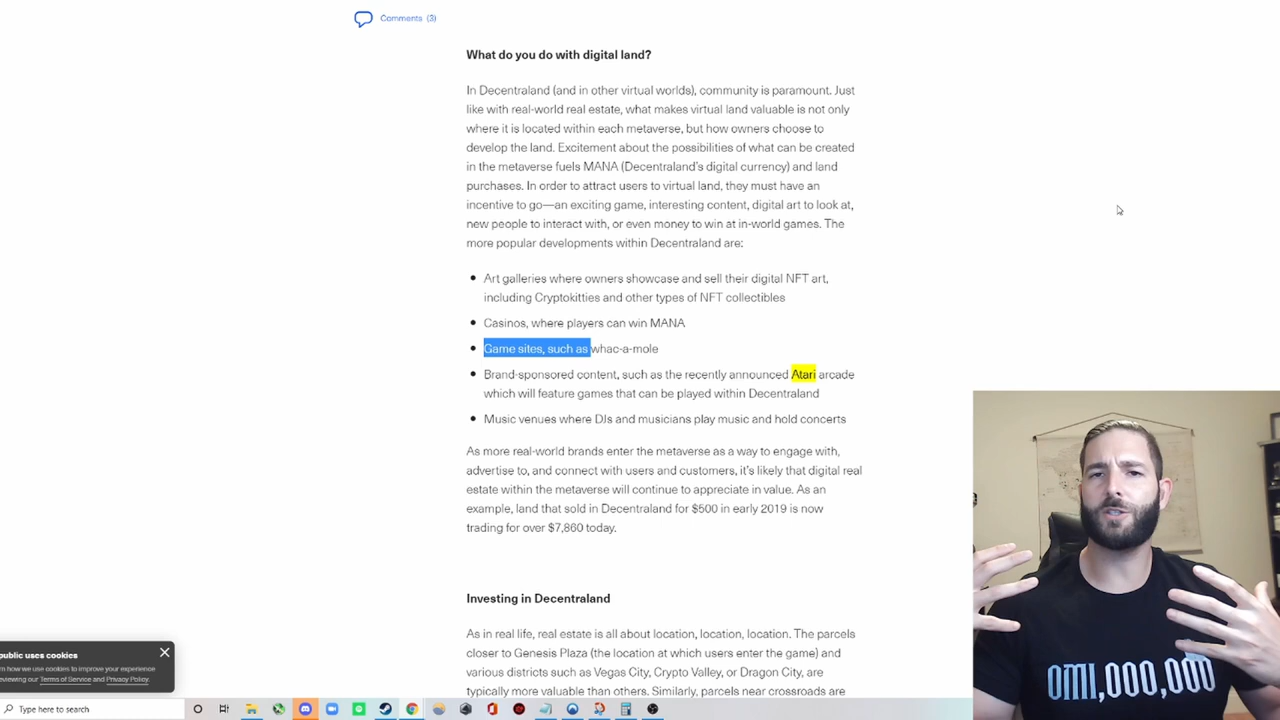 Comments (3)
What do you do with digital land?
In Decentraland (and in other virtual worlds), community is paramount. Just
like with real-world real estate, what makes virtual land valuable is not only
where it is located within each metaverse, but how owners choose to
develop the land. Excitement about the possibilities of what can be created
in the metaverse fuels MANA (Decentraland's digital currency) and land
purchases. In order to attract users to virtual land, they must have an
incentive to go—an exciting game, interesting content, digital art to look at,
new people to interact with, or even money to win at in-world games. The
more popular developments within Decentraland are:
Art galleries where owners showcase and sell their digital NFT art,
including Cryptokitties and other types of NFT collectibles
Casinos, where players can win MANA
Game sites, such as whac-a-mole
Brand-sponsored content, such as the recently announced Atari arcade
which will feature games that can be played within Decentraland
Music venues where DJs and musicians play music and hold concerts
As more real-world brands enter the metaverse as a way to engage with,
advertise to, and connect with users and customers, it's likely that digital real
estate within the metaverse will continue to appreciate in value. As an
example, land that sold in Decentraland for $500 in early 2019 is now
trading for over $7,860 today.
Investing in Decentraland
As in real life, real estate is all about location, location, location. The parcels
closer to Genesis Plaza (the location at which users enter the game) and
various districts such as Vegas City, Crypto Valley, or Dragon City, are
typically more valuable than others. Similarly, parcels near crossroads are
public uses cookies
how we use cookies to improve your experience
reviewing our Terms of Service and Privacy Policy.
Type here to search
OMI,000,000